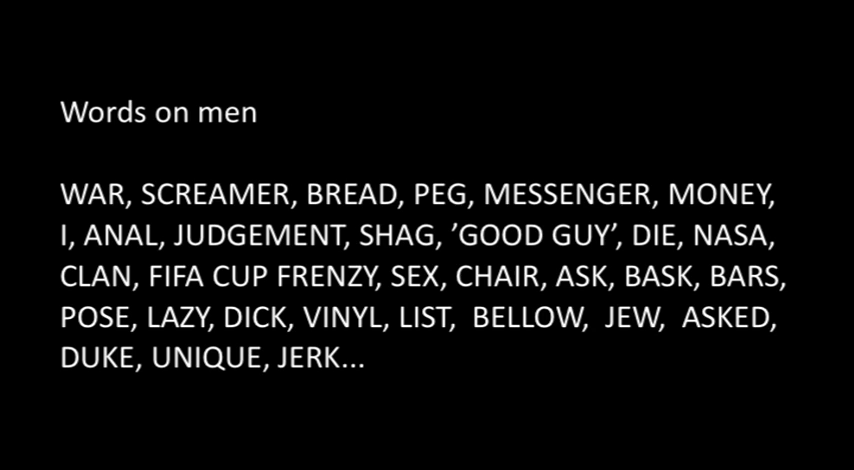 Words on men
WAR, SCREAMER, BREAD, PEG, MESSENGER, MONEY,
I, ANAL, JUDGEMENT, SHAG, ’GOOD GUY’, DIE, NASA,
CLAN, FIFA CUP FRENZY, SEX, CHAIR, ASK, BASK, BARS,
POSE, LAZY, DICK, VINYL, LIST,  BELLOW,  JEW,  ASKED,
DUKE, UNIQUE, JERK...